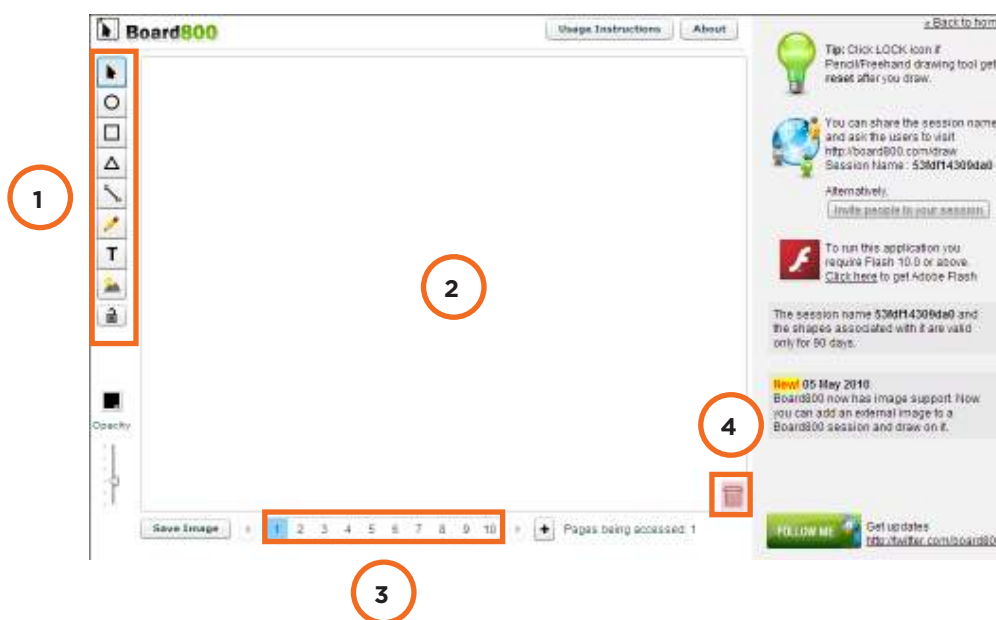 Board800
Usage Instructions
About
« Back to hom
Tip: Click LOCK icon if
Pencil/Freehand drawing tool get
reset after you draw.
You can share the session name
and ask the users to visit
http://board800.com/draw
Session Name : 53fdf14309da0
Alternatively,
Invite people to your session
To run this application you
require Flash 10.0 or above.
Click here to get Adobe Flash
The session name 53fdf14309da0 and
the shapes associated with it are valid
only for 90 days.
New! 05 May 2010
Board800 now has image support. Now
you can add an external image to a
Board800 session and draw on it.
FOLLOW ME
Get updates
http://twitter.com/board80
T
Opacity
Save Image
1 2 3 4 5 6 7 8 9 10
+
Pages being accessed: 1
1
2
3
4